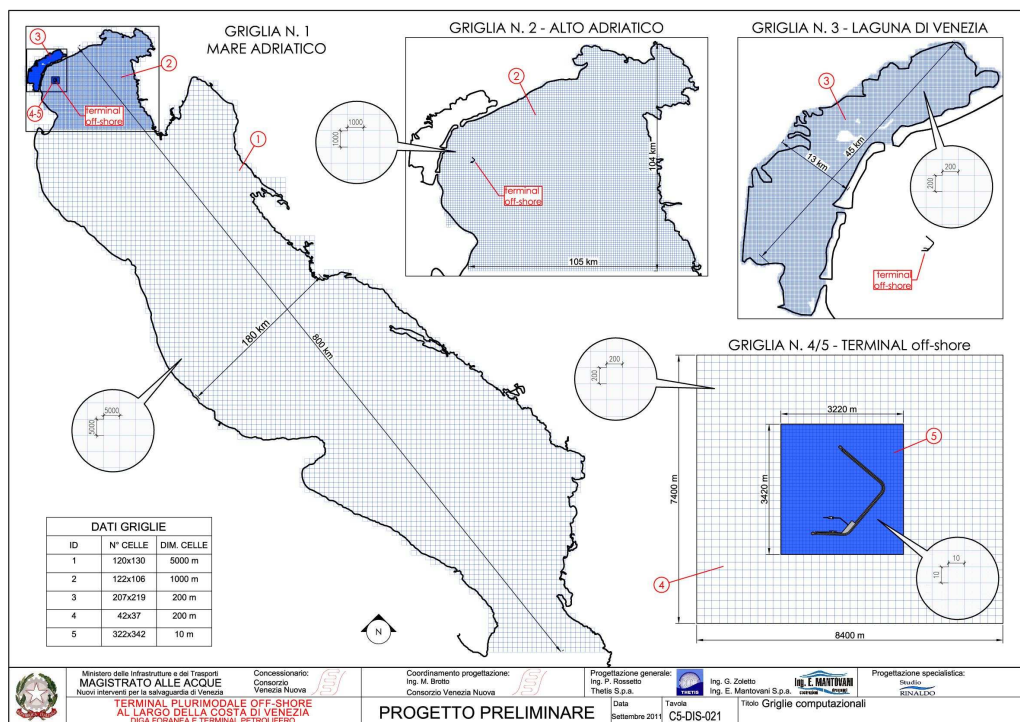 GRIGLIA N. 1
MARE ADRIATICO
3
2
4-5
terminal
off-shore
1
5000
5000
180 km
800 km
GRIGLIA N. 2 - ALTO ADRIATICO
2
1000
1000
terminal
off-shore
104 km
105 km
GRIGLIA N. 3 - LAGUNA DI VENEZIA
3
13 km
45 km
200
200
terminal
off-shore
GRIGLIA N. 4/5 - TERMINAL off-shore
200
200
3220 m
5
7400 m
3420 m
10
10
4
8400 m
DATI GRIGLIE
ID N° CELLE DIM. CELLE
1 120x130 5000 m
2 122x106 1000 m
3 207x219 200 m
4 42x37 200 m
5 322x342 10 m
N
Ministero delle Infrastrutture e dei Trasporti
MAGISTRATO ALLE ACQUE
Nuovi interventi per la salvaguardia di Venezia
Concessionario:
Consorzio
Venezia Nuova
Coordinamento progettazione:
Ing. M. Brotto
Consorzio Venezia Nuova
Progettazione generale:
Ing. P. Rossetto
Thetis S.p.a.
THETIS
Ing. G. Zoletto
Ing. E. Mantovani S.p.a.
Ing. E. MANTOVANI
Progettazione specialistica:
Studio
RINALDO
TERMINAL PLURIMODALE OFF-SHORE
AL LARGO DELLA COSTA DI VENEZIA
DIGA FORANEA E TERMINAL PETROLIFERO
PROGETTO PRELIMINARE
Data
Settembre 2011
Tavola
C5-DIS-021
Titolo Griglie computazionali